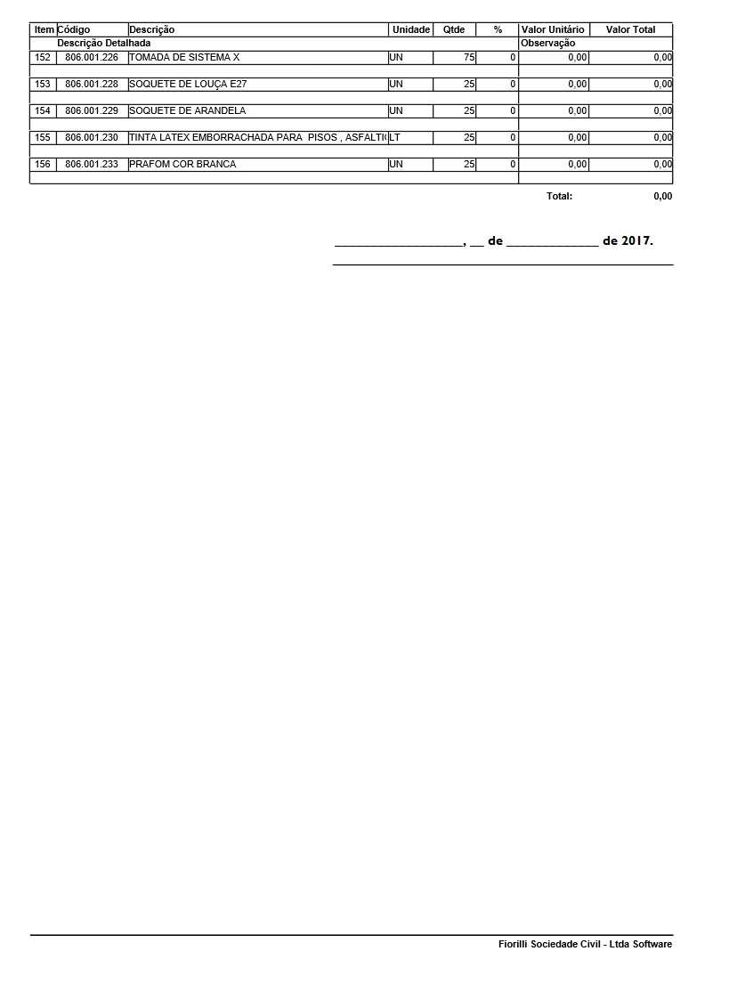 Item Código Descrição Unidade Qtde % Valor Unitário Valor Total
Descrição Detalhada Observação
152 806.001.226 TOMADA DE SISTEMA X UN 75 0 0,00 0,00
153 806.001.228 SOQUETE DE LOUÇA E27 UN 25 0 0,00 0,00
154 806.001.229 SOQUETE DE ARANDELA UN 25 0 0,00 0,00
155 806.001.230 TINTA LATEX EMBORRACHADA PARA PISOS , ASFALTIC LT 25 0 0,00 0,00
156 806.001.233 PRAFOM COR BRANCA UN 25 0 0,00 0,00
Total: 0,00
__________________, __ de _____________ de 2017.
Fiorilli Sociedade Civil - Ltda Software